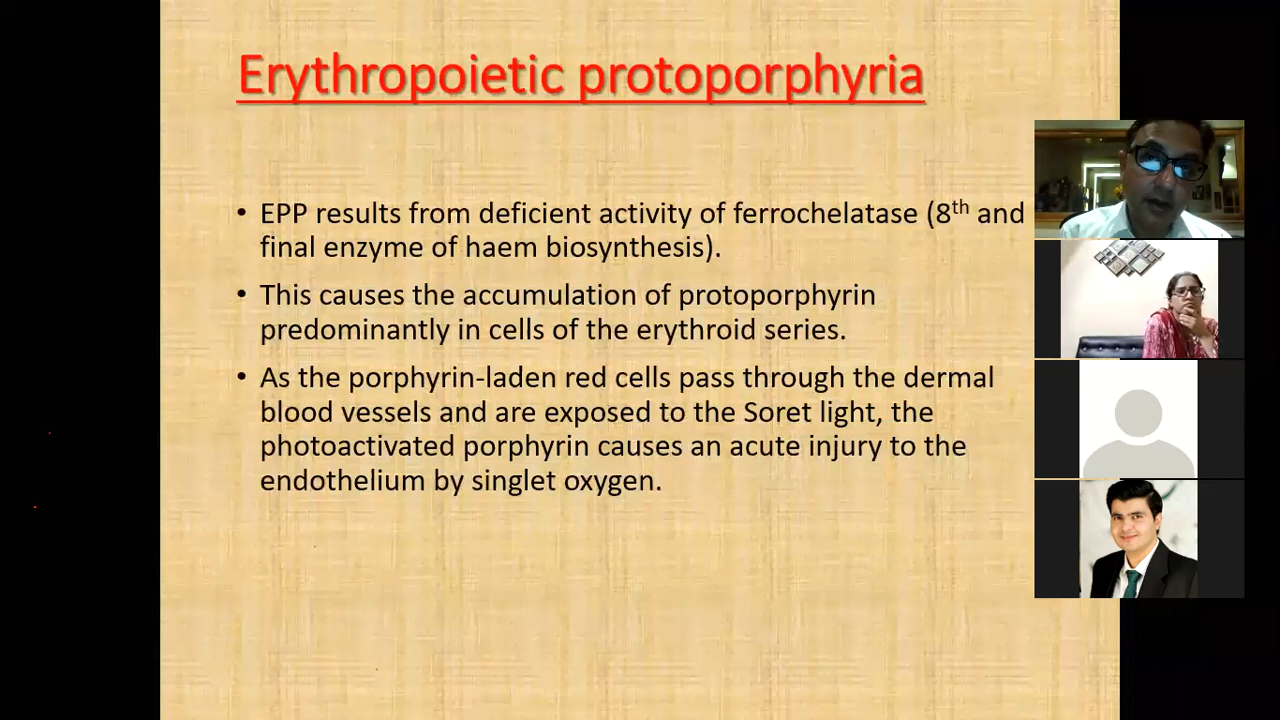 Erythropoietic protoporphyria
• EPP results from deficient activity of ferrochelatase (8th and
final enzyme of haem biosynthesis).
• This causes the accumulation of protoporphyrin
predominantly in cells of the erythroid series.
• As the porphyrin-laden red cells pass through the dermal
blood vessels and are exposed to the Soret light, the
photoactivated porphyrin causes an acute injury to the
endothelium by singlet oxygen.